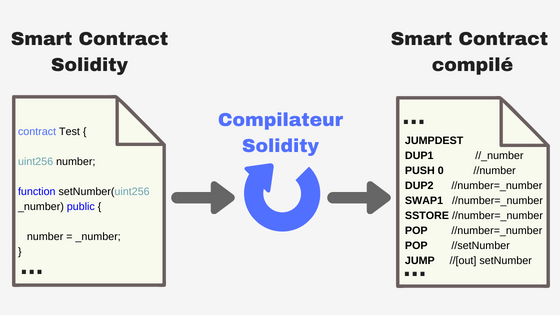 Smart Contract
Solidity
contract Test {
uint256 number;
function setNumber(uint256
_number) public {
number = _number;
}
...
Compilateur
Solidity
Smart Contract
compilé
...
JUMPDEST
DUP1 //_number
PUSH 0 //number
DUP2 //number=_number
SWAP1 //number=_number
SSTORE //number=_number
POP //number=_number
POP //setNumber
JUMP //[out] setNumber
...